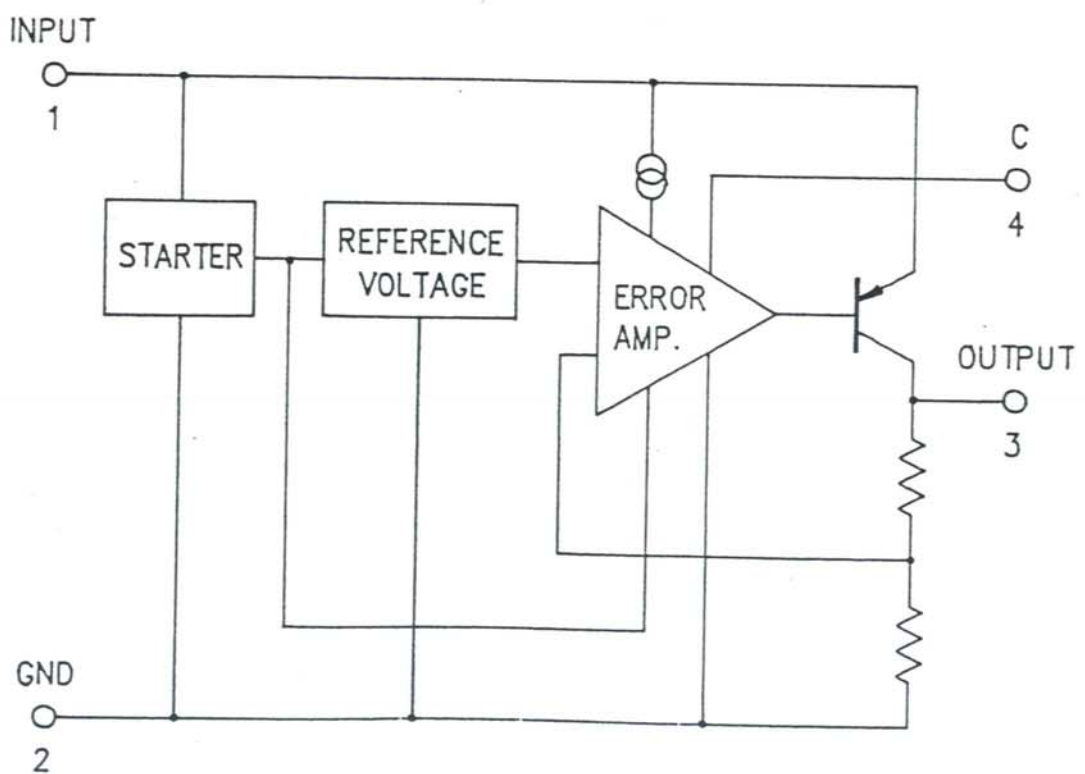 INPUT
1
C
4
STARTER
REFERENCE
VOLTAGE
ERROR
AMP.
OUTPUT
3
GND
2